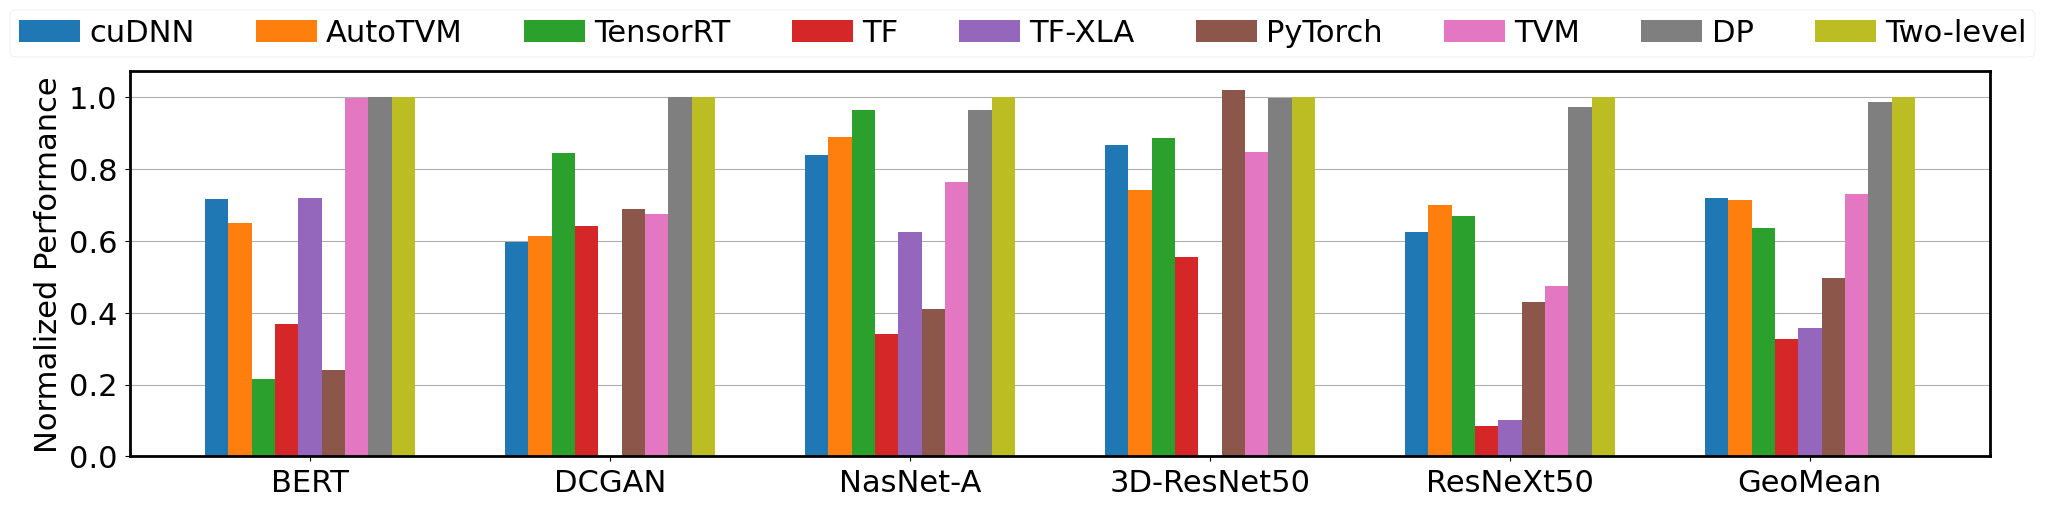 cuDNN AutoTVM TensorRT TF TF-XLA PyTorch TVM DP Two-level
Normalized Performance
1.0
0.8
0.6
0.4
0.2
0.0
BERT DCGAN NasNet-A 3D-ResNet50 ResNeXt50 GeoMean